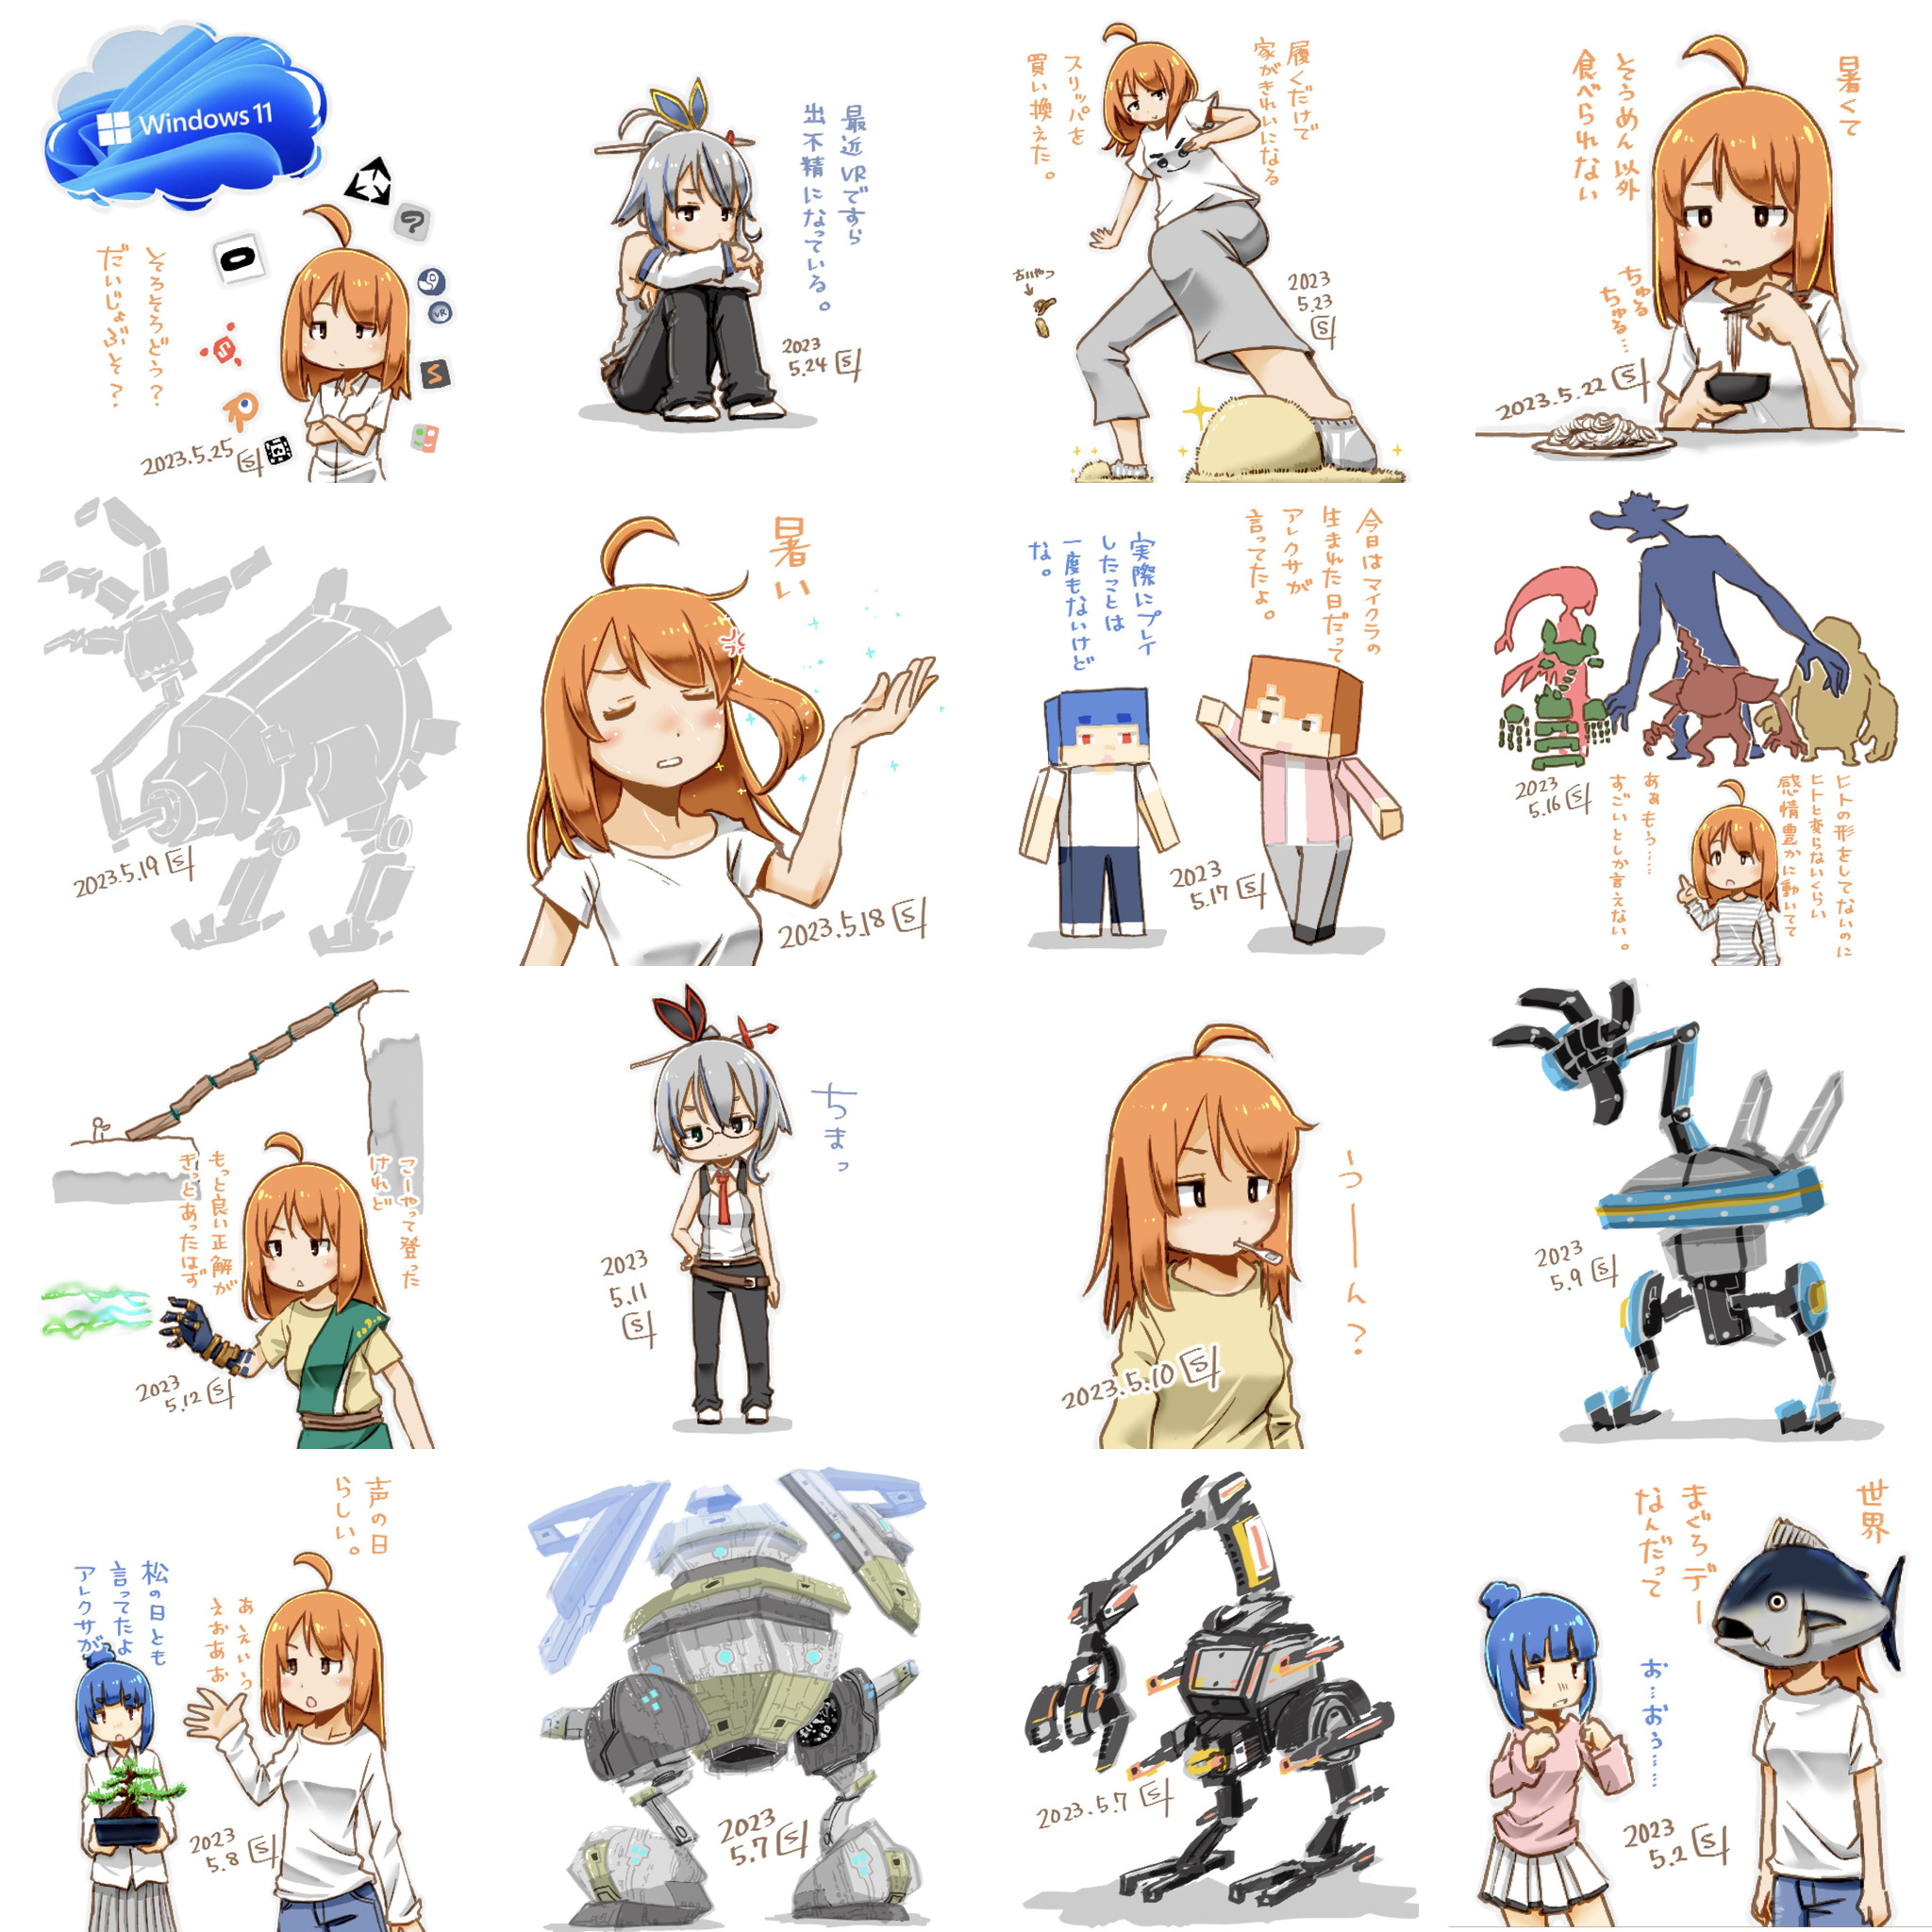 Windows 11
そろそろどう?
だいじょぶそ?
VR
2023.5.25
最近VRですら
出不精になっている。
2023
5.24
履くだけで
家がきれいになる
スリッパを
買い換えた。
古いやつ
2023
5.23
暑くて
そうめん以外
食べられない
ちゅる
ちゅる…
2023.5.22
2023.5.19
暑い
2023.5.18
今日はマイクラの
生まれた日だって
アレクサが
言ってたよ。
実際にプレイ
したことは
一度もないけど
な。
2023
5.17
2023
5.16
ヒトの形をしてないのに
ヒトと変らないくらい
感情豊かに動いてて
あぁもう……
すごいとしか言えない。
こーやって登った
けれど
もっと良い正解が
きっとあったはず
2023
5.12
ちまっ
2023
5.11
うーん?
2023.5.10
2023
5.9
声の日
らしい。
松の日とも
言ってたよ
アレクサが
あえいう
えおあお
2023
5.8
2023
5.7
1
2023.5.7
世界
まぐろデー
なんだって
お…おぅ……
2023
5.2